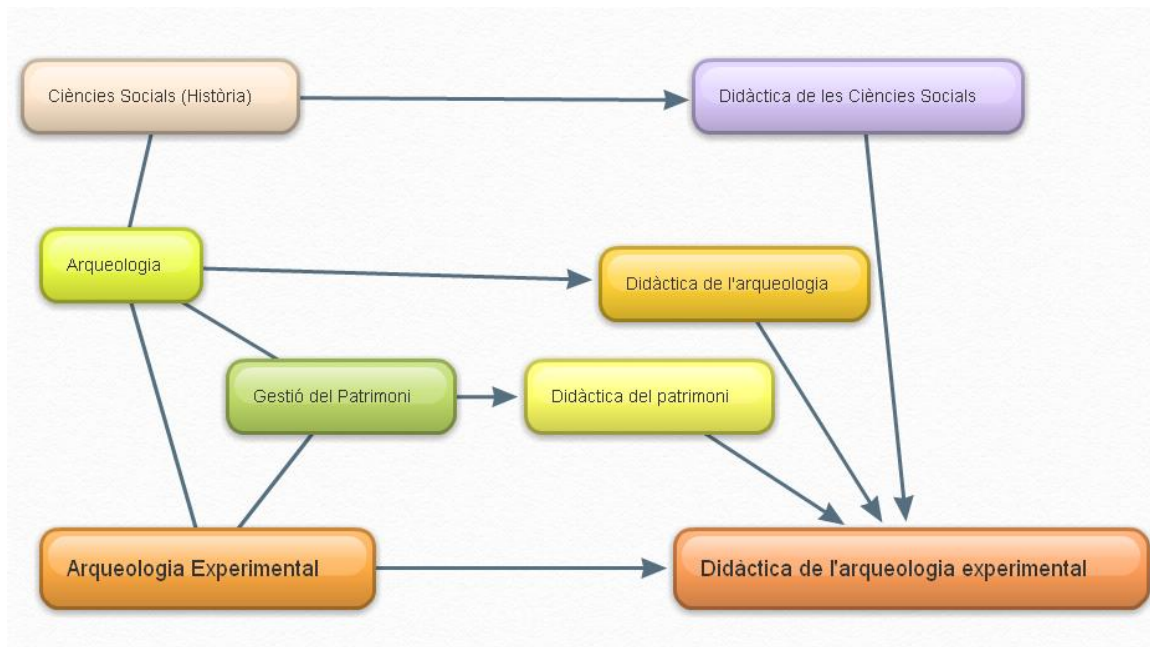 Ciències Socials (Història)
Didàctica de les Ciències Socials
Arqueologia
Didàctica de l'arqueologia
Gestió del Patrimoni
Didàctica del patrimoni
Arqueologia Experimental
Didàctica de l'arqueologia experimental